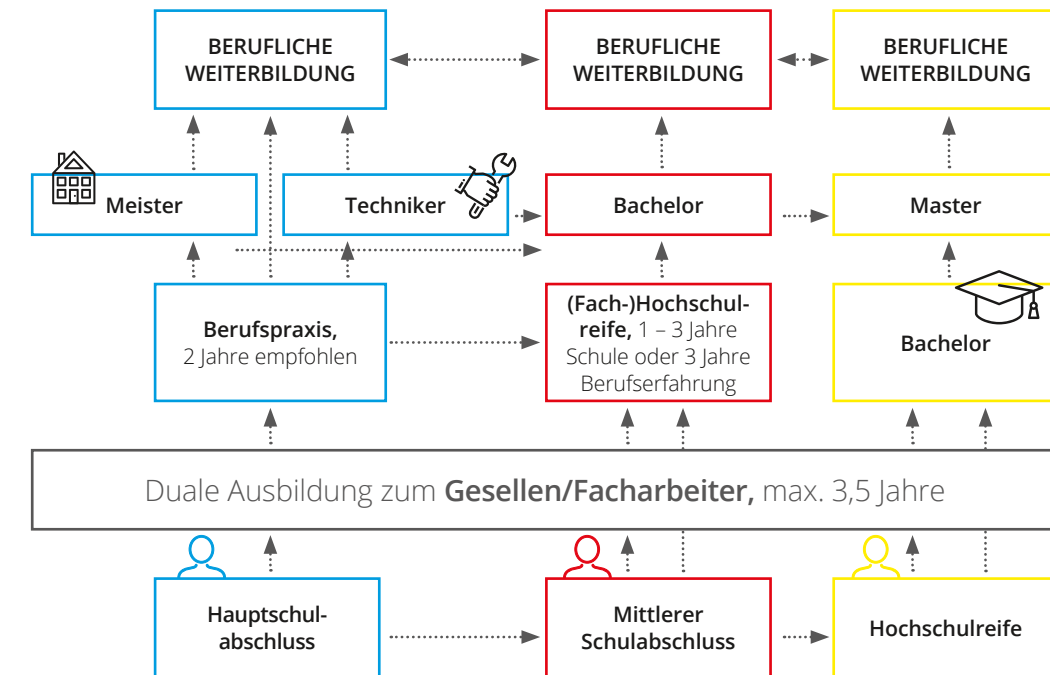 BERUFLICHE
WEITERBILDUNG
BERUFLICHE
WEITERBILDUNG
BERUFLICHE
WEITERBILDUNG
Meister
Techniker
Bachelor
Master
Berufspraxis,
2 Jahre empfohlen
(Fach-)Hochschul-
reife, 1 – 3 Jahre
Schule oder 3 Jahre
Berufserfahrung
Bachelor
Duale Ausbildung zum Gesellen/Facharbeiter, max. 3,5 Jahre
Hauptschul-
abschluss
Mittlerer
Schulabschluss
Hochschulreife